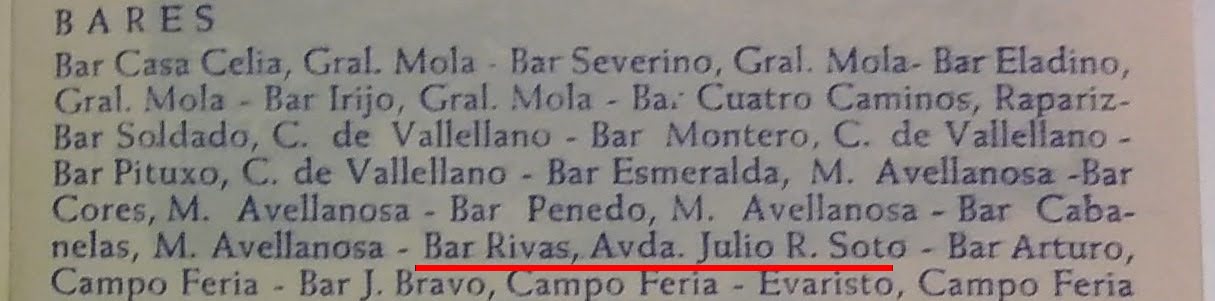 BARES
Bar Casa Celia, Gral. Mola - Bar Severino, Gral. Mola- Bar Eladino,
Gral. Mola - Bar Irijo, Gral. Mola - Bar Cuatro Caminos, Rapariz-
Bar Soldado, C. de Vallellano - Bar Montero, C. de Vallellano -
Bar Pituxo, C. de Vallellano - Bar Esmeralda, M. Avellanosa -Bar
Cores, M. Avellanosa - Bar Penedo, M. Avellanosa - Bar Caba-
nelas, M. Avellanosa - Bar Rivas, Avda. Julio R. Soto - Bar Arturo,
Campo Feria - Bar J. Bravo, Campo Feria - Evaristo, Campo Feria